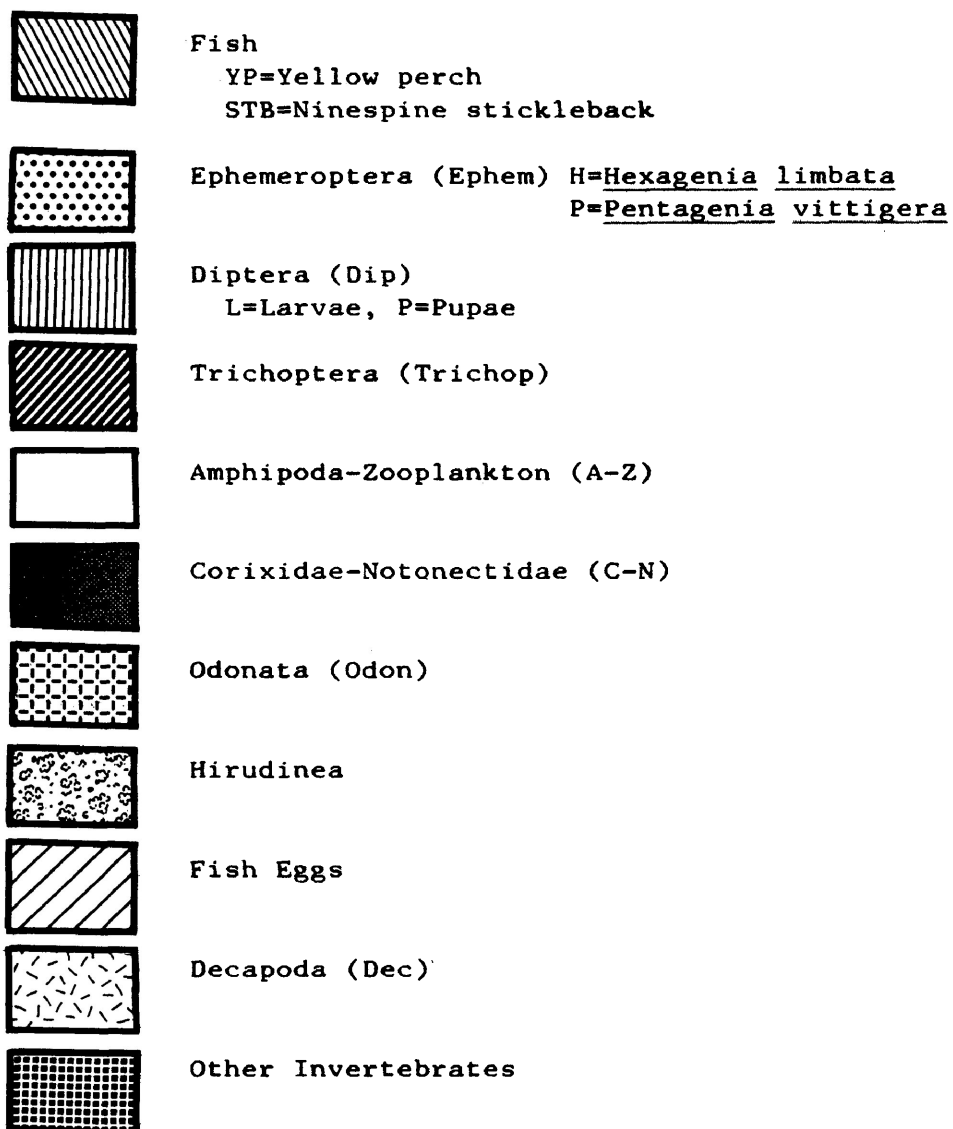 Fish
YP=Yellow perch
STB=Ninespine stickleback
Ephemeroptera (Ephem) H=Hexagenia limbata
P=Pentagenia vittigera
Diptera (Dip)
L=Larvae, P=Pupae
Trichoptera (Trichop)
Amphipoda-Zooplankton (A-Z)
Corixidae-Notonectidae (C-N)
Odonata (Odon)
Hirudinea
Fish Eggs
Decapoda (Dec)
Other Invertebrates